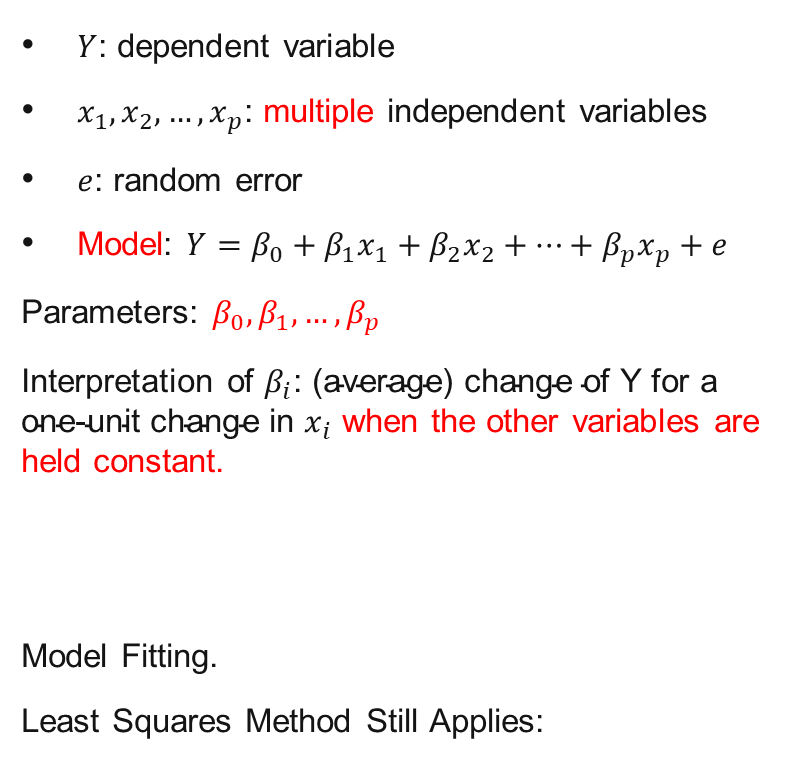 • Y: dependent variable
• x₁, x₂, … , xₚ: multiple independent variables
• e: random error
• Model: Y = β₀ + β₁x₁ + β₂x₂ + ⋯ + βₚxₚ + e
Parameters: β₀, β₁, … , βₚ
Interpretation of βᵢ: (average) change of Y for a
one-unit change in xᵢ when the other variables are
held constant.
Model Fitting.
Least Squares Method Still Applies: